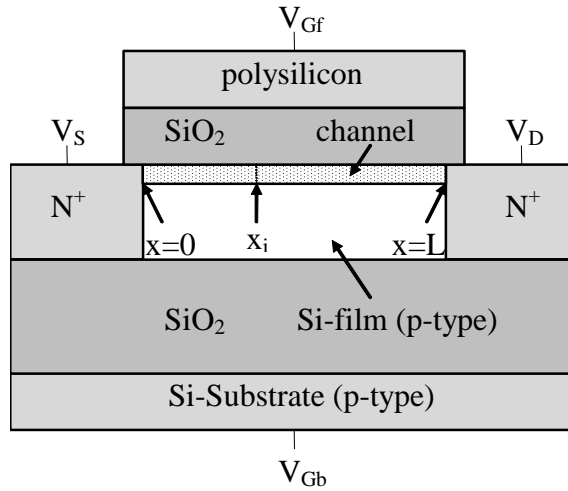 V_Gf
polysilicon
V_S
SiO₂
channel
V_D
N⁺
N⁺
x=0
x_i
x=L
SiO₂
Si-film (p-type)
Si-Substrate (p-type)
V_Gb